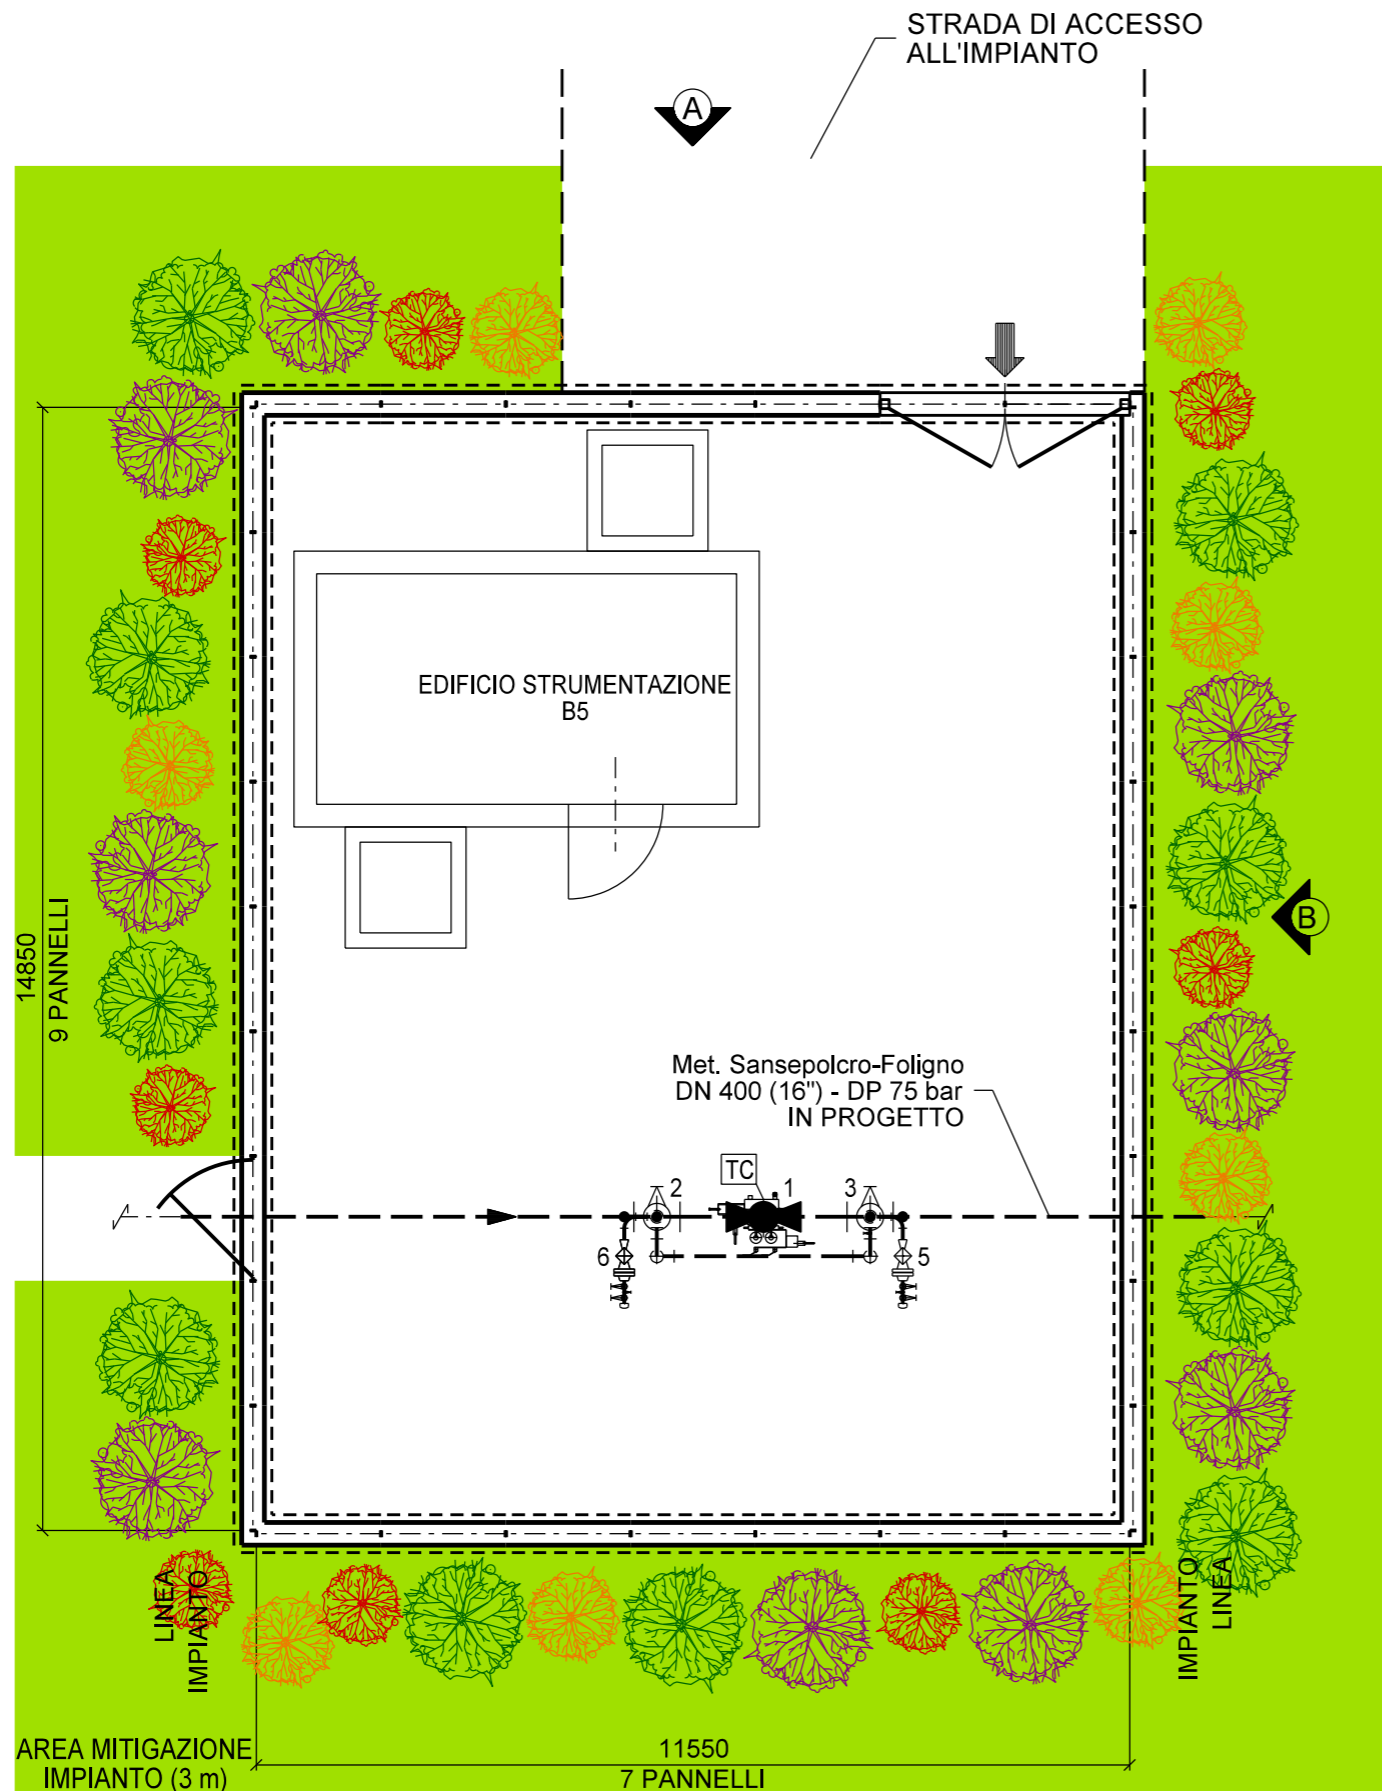 STRADA DI ACCESSO
ALL'IMPIANTO
A
EDIFICIO STRUMENTAZIONE
B5
B
14850
9 PANNELLI
Met. Sansepolcro-Foligno
DN 400 (16") - DP 75 bar
IN PROGETTO
TC
2
1
3
6
5
LINEA
IMPIANTO
IMPIANTO
LINEA
AREA MITIGAZIONE
IMPIANTO (3 m)
11550
7 PANNELLI